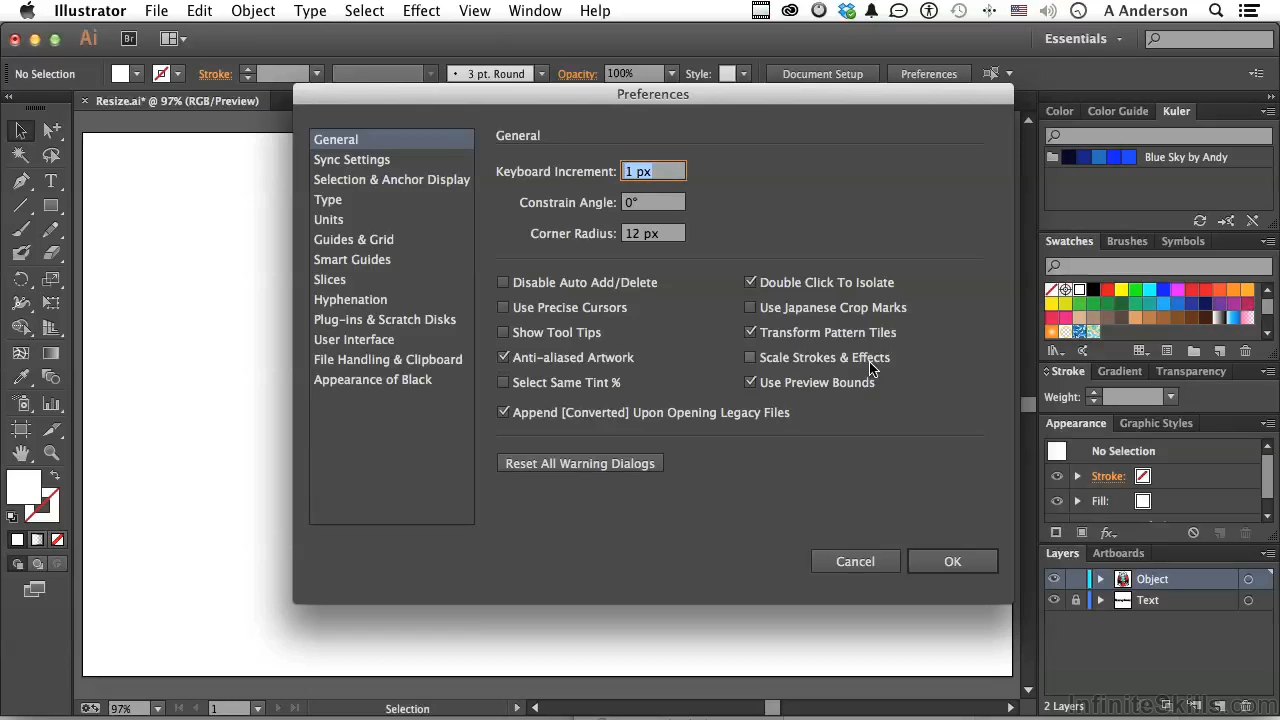 Illustrator File Edit Object Type Select Effect View Window Help A Anderson
Ai Br Essentials
No Selection Stroke: 3 pt. Round Opacity: 100% Style: Document Setup Preferences
Resize.ai* @ 97% (RGB/Preview)
Preferences
General
Sync Settings
Selection & Anchor Display
Type
Units
Guides & Grid
Smart Guides
Slices
Hyphenation
Plug-ins & Scratch Disks
User Interface
File Handling & Clipboard
Appearance of Black
General
Keyboard Increment: 1 px
Constrain Angle: 0°
Corner Radius: 12 px
Disable Auto Add/Delete Double Click To Isolate
Use Precise Cursors Use Japanese Crop Marks
Show Tool Tips Transform Pattern Tiles
Anti-aliased Artwork Scale Strokes & Effects
Select Same Tint % Use Preview Bounds
Append [Converted] Upon Opening Legacy Files
Reset All Warning Dialogs
Cancel OK
Color Color Guide Kuler
Blue Sky by Andy
Swatches Brushes Symbols
Stroke Gradient Transparency
Weight:
Appearance Graphic Styles
No Selection
Stroke:
Fill:
fx
Layers Artboards
Object
Text
2 Layers
97% 1 Selection
InfiniteSkills.com